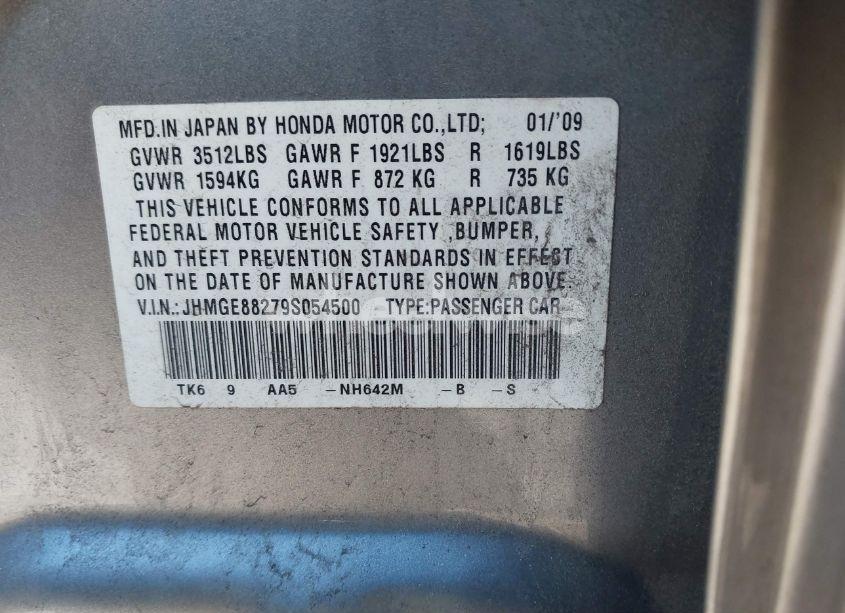 MFD.IN JAPAN BY HONDA MOTOR CO.,LTD; 01/'09
GVWR 3512LBS GAWR F 1921LBS R 1619LBS
GVWR 1594KG GAWR F 872 KG R 735 KG
THIS VEHICLE CONFORMS TO ALL APPLICABLE
FEDERAL MOTOR VEHICLE SAFETY ,BUMPER,
AND THEFT PREVENTION STANDARDS IN EFFECT
ON THE DATE OF MANUFACTURE SHOWN ABOVE.
V.I.N.:JHMGE88279S054500 TYPE:PASSENGER CAR
TK6 9 AA5 -NH642M -B -S